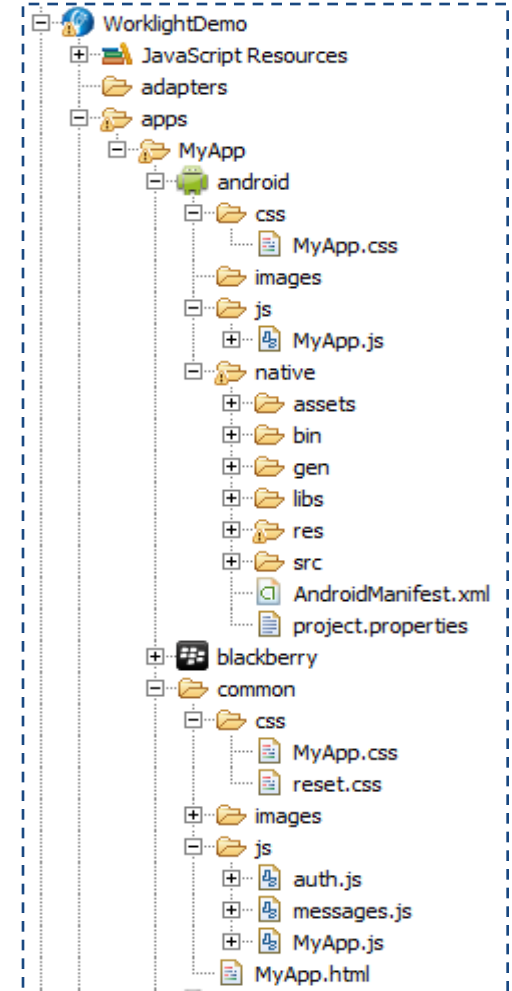 WorklightDemo
JavaScript Resources
adapters
apps
MyApp
android
css
MyApp.css
images
js
MyApp.js
native
assets
bin
gen
libs
res
src
AndroidManifest.xml
project.properties
blackberry
common
css
MyApp.css
reset.css
images
js
auth.js
messages.js
MyApp.js
MyApp.html